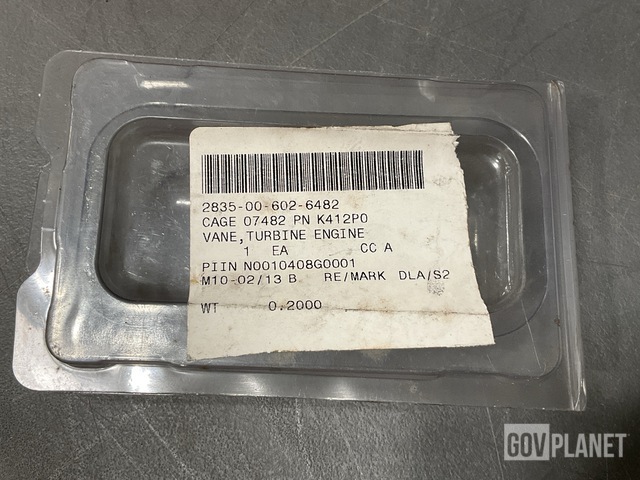 2835-00-602-6482
CAGE 07482 PN K412P0
VANE,TURBINE ENGINE
1 EA CC A
PIIN N0010408G0001
M10-02/13 B RE/MARK DLA/S2
WT 0.2000
GOVPLANET